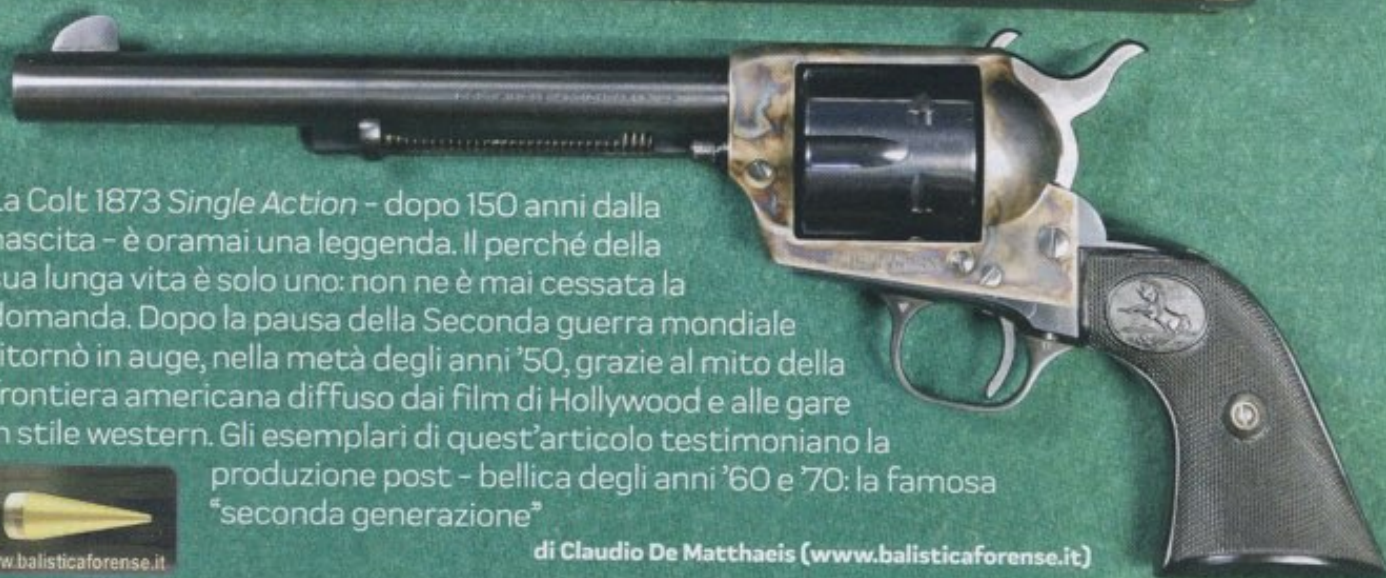 La Colt 1873 Single Action – dopo 150 anni dalla
nascita – è oramai una leggenda. Il perché della
sua lunga vita è solo uno: non ne è mai cessata la
domanda. Dopo la pausa della Seconda guerra mondiale
ritornò in auge, nella metà degli anni '50, grazie al mito della
frontiera americana diffuso dai film di Hollywood e alle gare
in stile western. Gli esemplari di quest'articolo testimoniano la
produzione post – bellica degli anni '60 e '70: la famosa
"seconda generazione"
di Claudio De Matthaeis (www.balisticaforense.it)
www.balisticaforense.it